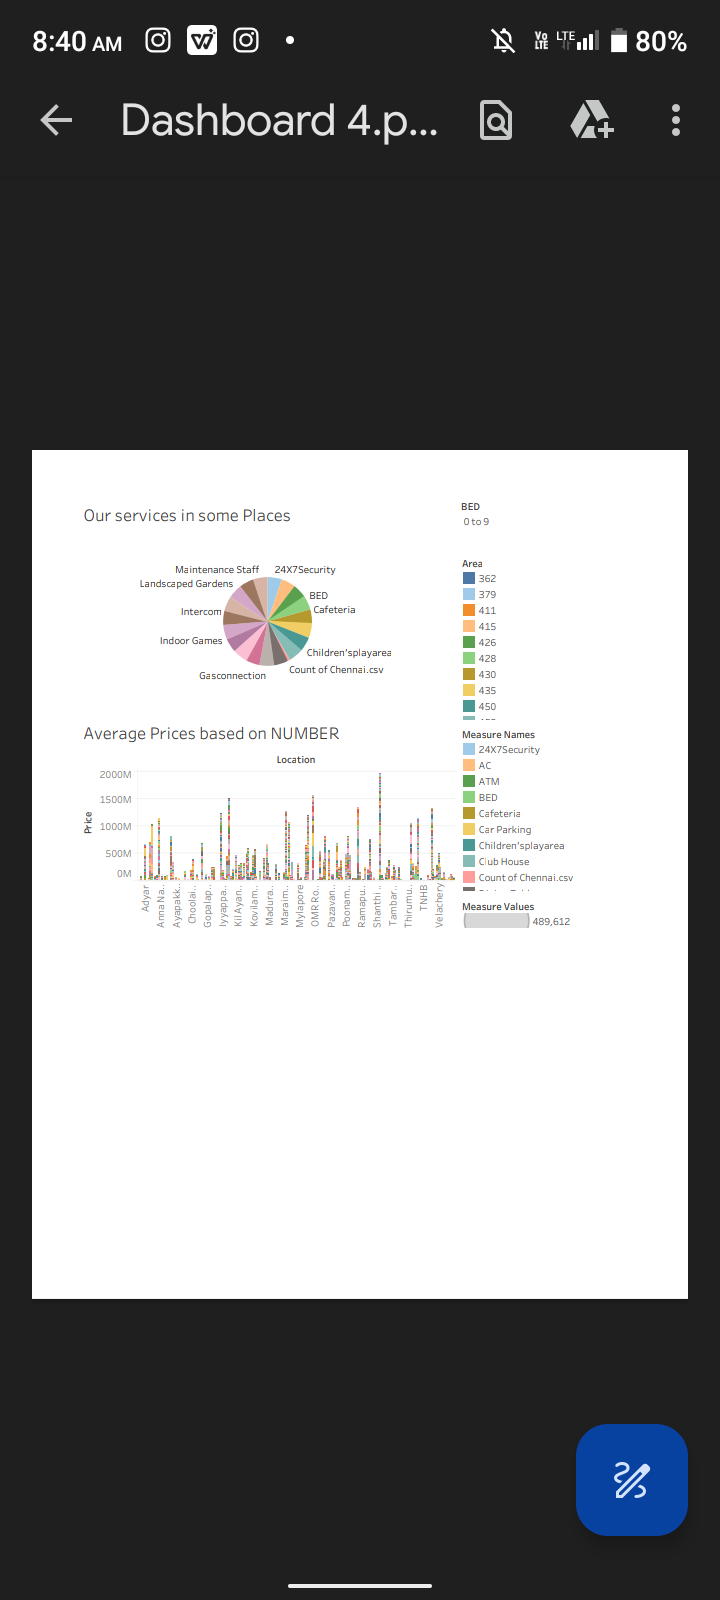 8:40 AM
Vo LTE LTE 80%
Dashboard 4.p...
Our services in some Places
BED
0 to 9
Maintenance Staff 24X7Security
Landscaped Gardens
BED
Intercom Cafeteria
Indoor Games
Children'splayarea
Gasconnection Count of Chennai.csv
Area
362
379
411
415
426
428
430
435
450
Average Prices based on NUMBER
Location
Price
2000M
1500M
1000M
500M
0M
Adyar
Anna Na..
Ayapakk..
Choolai..
Gopalap..
Iyyappa..
Kil Ayan..
Kovilam..
Madura..
Maraim..
Mylapore
OMR Ro..
Pazavan..
Poonam..
Ramapu..
Shanthi ..
Tambar..
Thirumu..
TNHB
Velachery
Measure Names
24X7Security
AC
ATM
BED
Cafeteria
Car Parking
Children'splayarea
Club House
Count of Chennai.csv
Measure Values
489,612